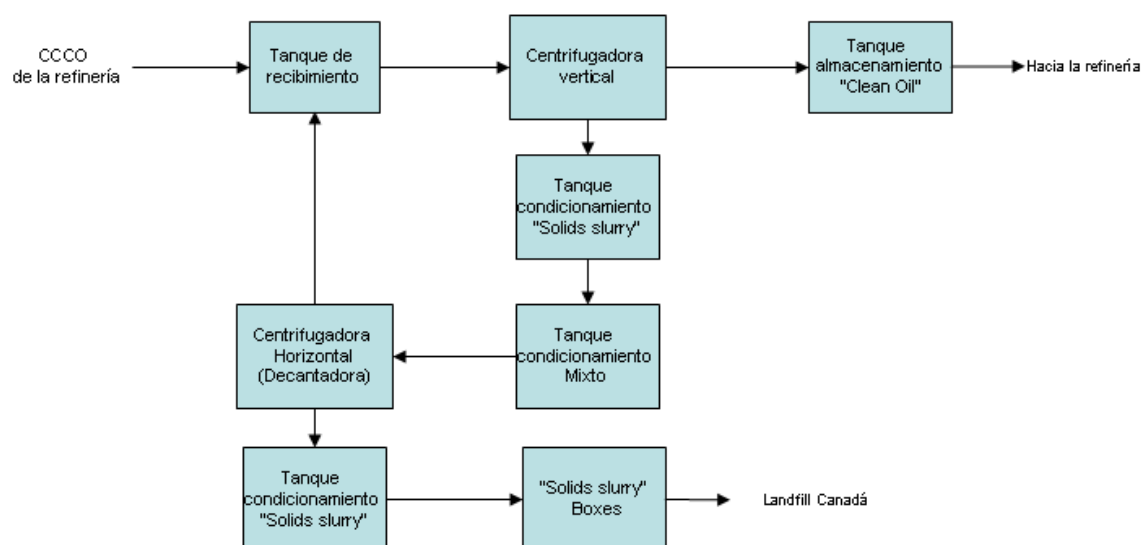 CCCO
de la refinería
Tanque de
recibimiento
Centrifugadora
vertical
Tanque
almacenamiento
"Clean Oil"
Hacia la refinería
Tanque
condicionamiento
"Solids slurry"
Centrifugadora
Horizontal
(Decantadora)
Tanque
condicionamiento
Mixto
Tanque
condicionamiento
"Solids slurry"
"Solids slurry"
Boxes
Landfill Canadá